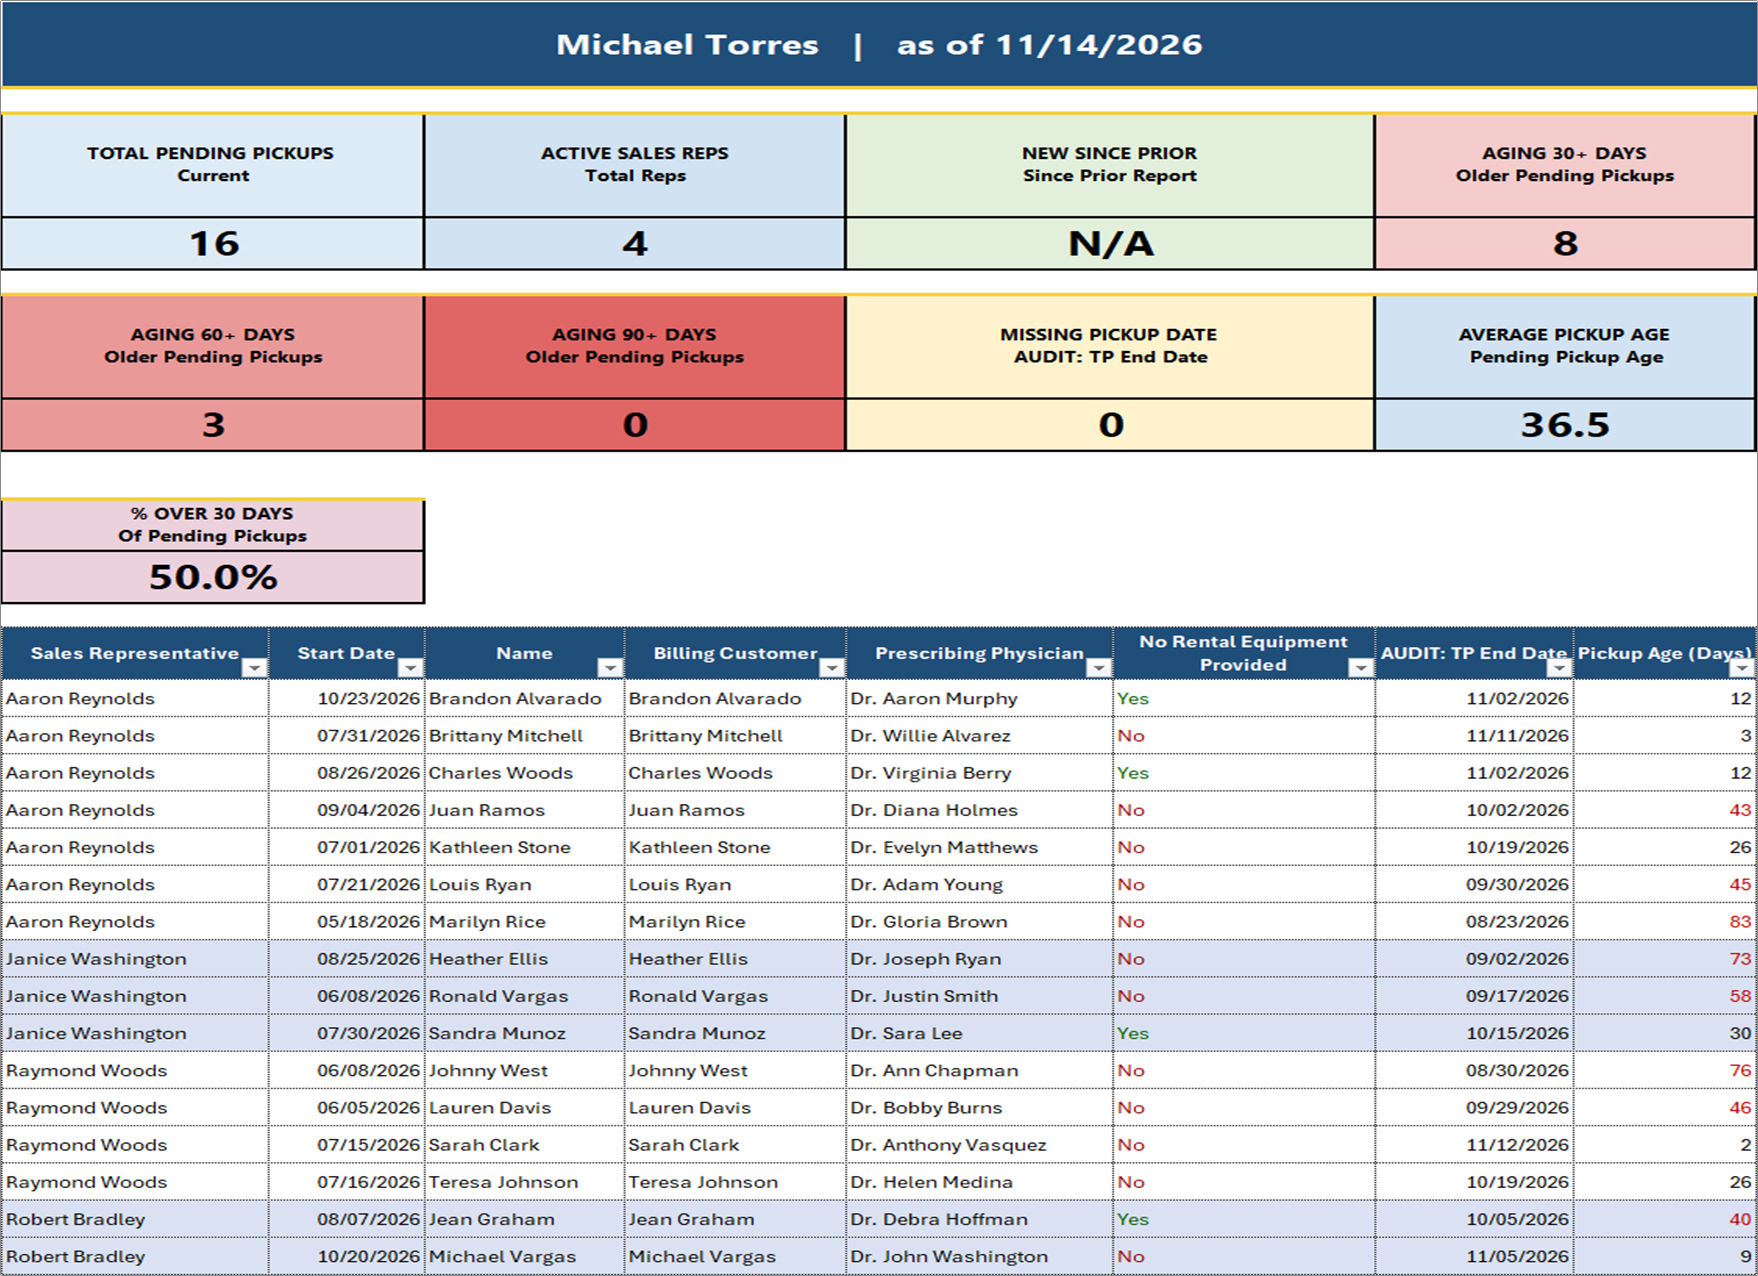 Michael Torres | as of 11/14/2026
TOTAL PENDING PICKUPS
Current
ACTIVE SALES REPS
Total Reps
NEW SINCE PRIOR
Since Prior Report
AGING 30+ DAYS
Older Pending Pickups
16
4
N/A
8
AGING 60+ DAYS
Older Pending Pickups
AGING 90+ DAYS
Older Pending Pickups
MISSING PICKUP DATE
AUDIT: TP End Date
AVERAGE PICKUP AGE
Pending Pickup Age
3
0
0
36.5
% OVER 30 DAYS
Of Pending Pickups
50.0%
Sales Representative Start Date Name Billing Customer Prescribing Physician No Rental Equipment Provided AUDIT: TP End Date Pickup Age (Days)
Aaron Reynolds 10/23/2026 Brandon Alvarado Brandon Alvarado Dr. Aaron Murphy Yes 11/02/2026 12
Aaron Reynolds 07/31/2026 Brittany Mitchell Brittany Mitchell Dr. Willie Alvarez No 11/11/2026 3
Aaron Reynolds 08/26/2026 Charles Woods Charles Woods Dr. Virginia Berry Yes 11/02/2026 12
Aaron Reynolds 09/04/2026 Juan Ramos Juan Ramos Dr. Diana Holmes No 10/02/2026 43
Aaron Reynolds 07/01/2026 Kathleen Stone Kathleen Stone Dr. Evelyn Matthews No 10/19/2026 26
Aaron Reynolds 07/21/2026 Louis Ryan Louis Ryan Dr. Adam Young No 09/30/2026 45
Aaron Reynolds 05/18/2026 Marilyn Rice Marilyn Rice Dr. Gloria Brown No 08/23/2026 83
Janice Washington 08/25/2026 Heather Ellis Heather Ellis Dr. Joseph Ryan No 09/02/2026 73
Janice Washington 06/08/2026 Ronald Vargas Ronald Vargas Dr. Justin Smith No 09/17/2026 58
Janice Washington 07/30/2026 Sandra Munoz Sandra Munoz Dr. Sara Lee Yes 10/15/2026 30
Raymond Woods 06/08/2026 Johnny West Johnny West Dr. Ann Chapman No 08/30/2026 76
Raymond Woods 06/05/2026 Lauren Davis Lauren Davis Dr. Bobby Burns No 09/29/2026 46
Raymond Woods 07/15/2026 Sarah Clark Sarah Clark Dr. Anthony Vasquez No 11/12/2026 2
Raymond Woods 07/16/2026 Teresa Johnson Teresa Johnson Dr. Helen Medina No 10/19/2026 26
Robert Bradley 08/07/2026 Jean Graham Jean Graham Dr. Debra Hoffman Yes 10/05/2026 40
Robert Bradley 10/20/2026 Michael Vargas Michael Vargas Dr. John Washington No 11/05/2026 9